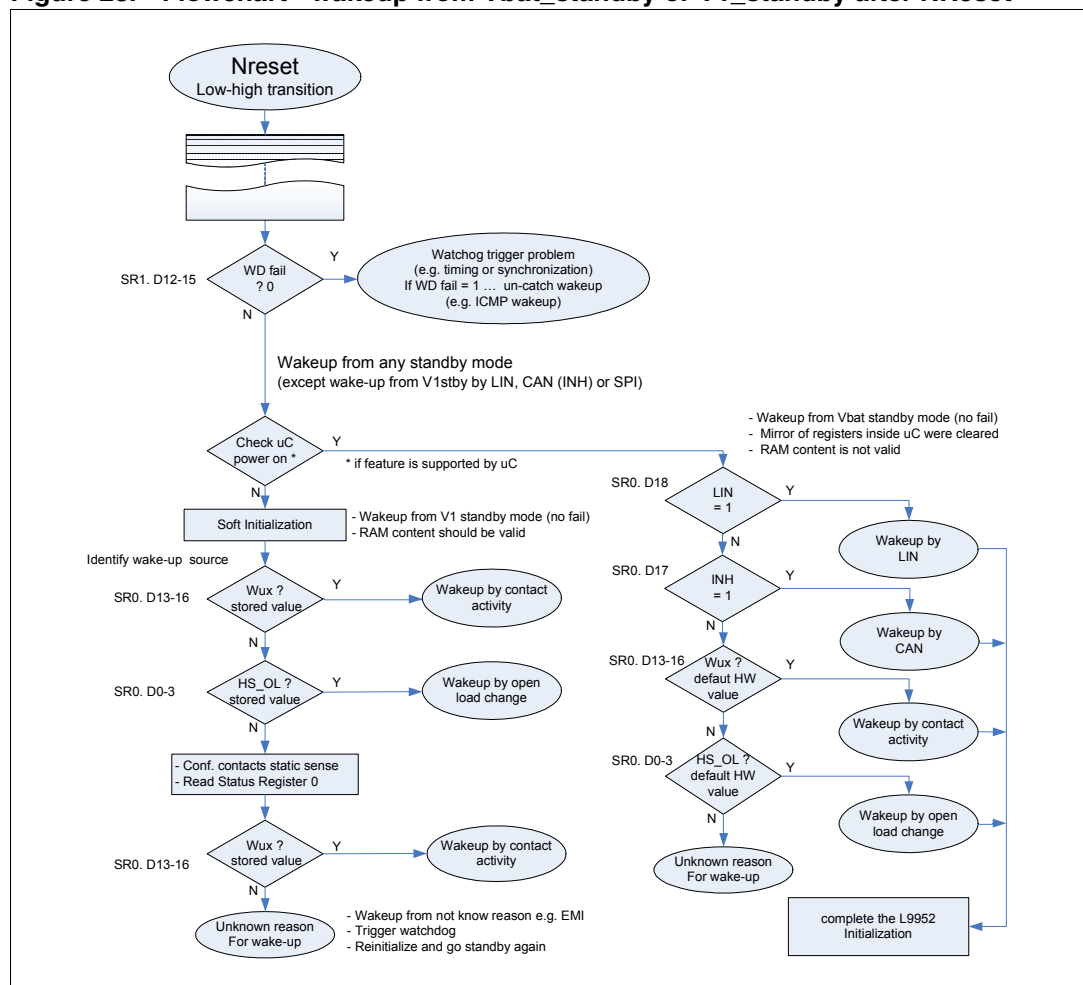 Nreset
Low-high transition
SR1. D12-15
WD fail
? 0
Y
N
Watchog trigger problem
(e.g. timing or synchronization)
If WD fail = 1 ... un-catch wakeup
(e.g. ICMP wakeup)
Wakeup from any standby mode
(except wake-up from V1stby by LIN, CAN (INH) or SPI)
Check uC
power on *
Y
* if feature is supported by uC
N
Soft Initialization
- Wakeup from V1 standby mode (no fail)
- RAM content should be valid
Identify wake-up source
SR0. D13-16
Wux ?
stored value
Y
Wakeup by contact
activity
N
SR0. D0-3
HS_OL ?
stored value
Y
Wakeup by open
load change
N
- Conf. contacts static sense
- Read Status Register 0
SR0. D13-16
Wux ?
stored value
Y
Wakeup by contact
activity
N
Unknown reason
For wake-up
- Wakeup from not know reason e.g. EMI
- Trigger watchdog
- Reinitialize and go standby again
- Wakeup from Vbat standby mode (no fail)
- Mirror of registers inside uC were cleared
- RAM content is not valid
SR0. D18
LIN
= 1
Y
Wakeup by
LIN
N
SR0. D17
INH
= 1
Y
Wakeup by
CAN
N
SR0. D13-16
Wux ?
defaut HW
value
Y
Wakeup by contact
activity
N
SR0. D0-3
HS_OL ?
default HW
value
Y
Wakeup by open
load change
N
Unknown reason
For wake-up
complete the L9952
Initialization